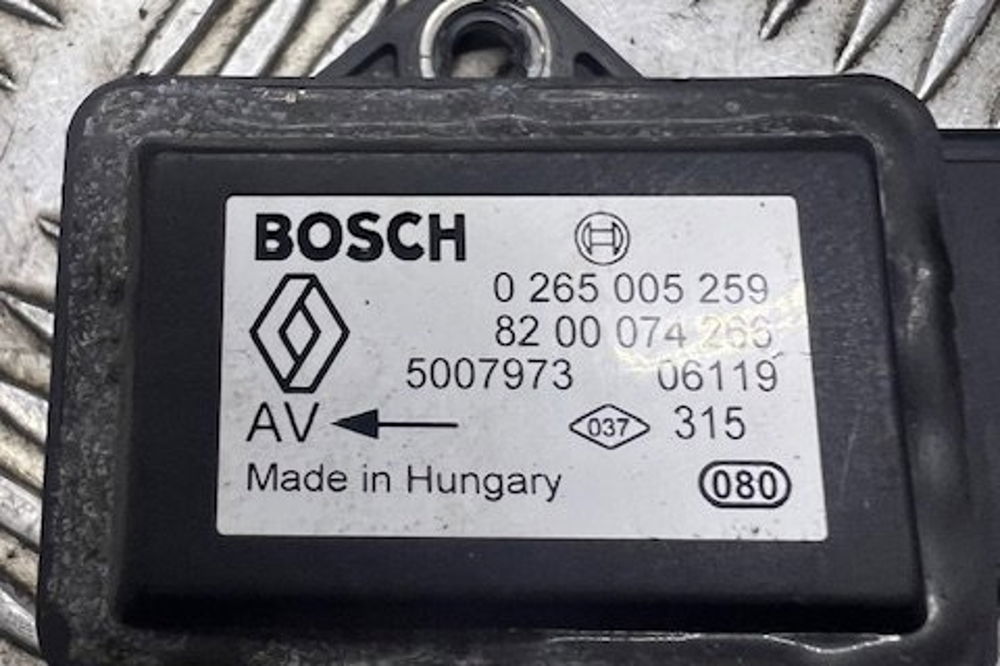 BOSCH
0 265 005 259
82 00 074 266
5007973 06119
AV 037 315
Made in Hungary 080